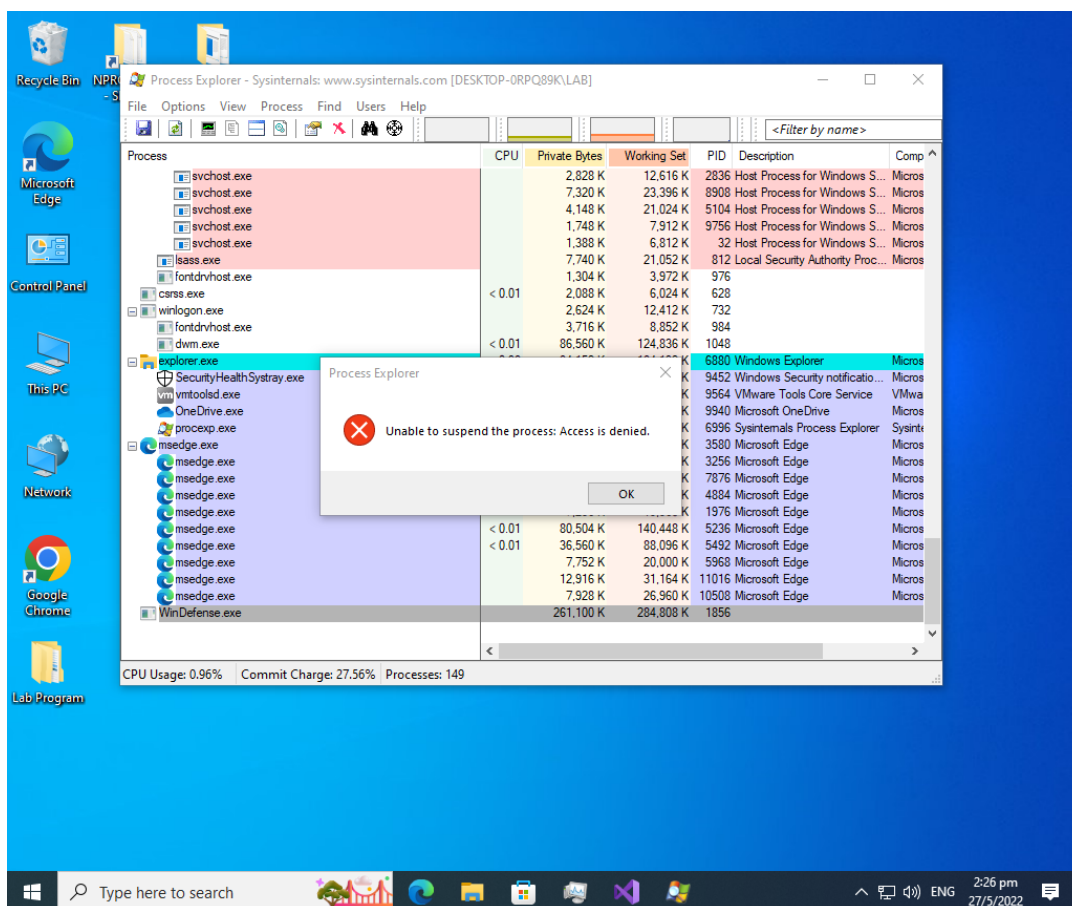 Recycle Bin
NPR
- S
Microsoft
Edge
Control Panel
This PC
Network
Google
Chrome
Lab Program
Process Explorer - Sysinternals: www.sysinternals.com [DESKTOP-0RPQ89K\LAB]
File Options View Process Find Users Help
<Filter by name>
Process CPU Private Bytes Working Set PID Description Comp
svchost.exe 2,828 K 12,616 K 2836 Host Process for Windows S... Micros
svchost.exe 7,320 K 23,396 K 8908 Host Process for Windows S... Micros
svchost.exe 4,148 K 21,024 K 5104 Host Process for Windows S... Micros
svchost.exe 1,748 K 7,912 K 9756 Host Process for Windows S... Micros
svchost.exe 1,388 K 6,812 K 32 Host Process for Windows S... Micros
lsass.exe 7,740 K 21,052 K 812 Local Security Authority Proc... Micros
fontdrvhost.exe 1,304 K 3,972 K 976
csrss.exe < 0.01 2,088 K 6,024 K 628
winlogon.exe 2,624 K 12,412 K 732
fontdrvhost.exe 3,716 K 8,852 K 984
dwm.exe < 0.01 86,560 K 124,836 K 1048
explorer.exe K 6880 Windows Explorer Micros
SecurityHealthSystray.exe K 9452 Windows Security notificatio... Micros
vmtoolsd.exe K 9564 VMware Tools Core Service VMwa
OneDrive.exe K 9940 Microsoft OneDrive Micros
procexp.exe K 6996 Sysinternals Process Explorer Sysinte
msedge.exe K 3580 Microsoft Edge Micros
msedge.exe K 3256 Microsoft Edge Micros
msedge.exe K 7876 Microsoft Edge Micros
msedge.exe K 4884 Microsoft Edge Micros
msedge.exe K 1976 Microsoft Edge Micros
msedge.exe < 0.01 80,504 K 140,448 K 5236 Microsoft Edge Micros
msedge.exe < 0.01 36,560 K 88,096 K 5492 Microsoft Edge Micros
msedge.exe 7,752 K 20,000 K 5968 Microsoft Edge Micros
msedge.exe 12,916 K 31,164 K 11016 Microsoft Edge Micros
msedge.exe 7,928 K 26,960 K 10508 Microsoft Edge Micros
WinDefense.exe 261,100 K 284,808 K 1856
CPU Usage: 0.96% Commit Charge: 27.56% Processes: 149
Process Explorer
Unable to suspend the process: Access is denied.
OK
Type here to search
ENG
2:26 pm
27/5/2022